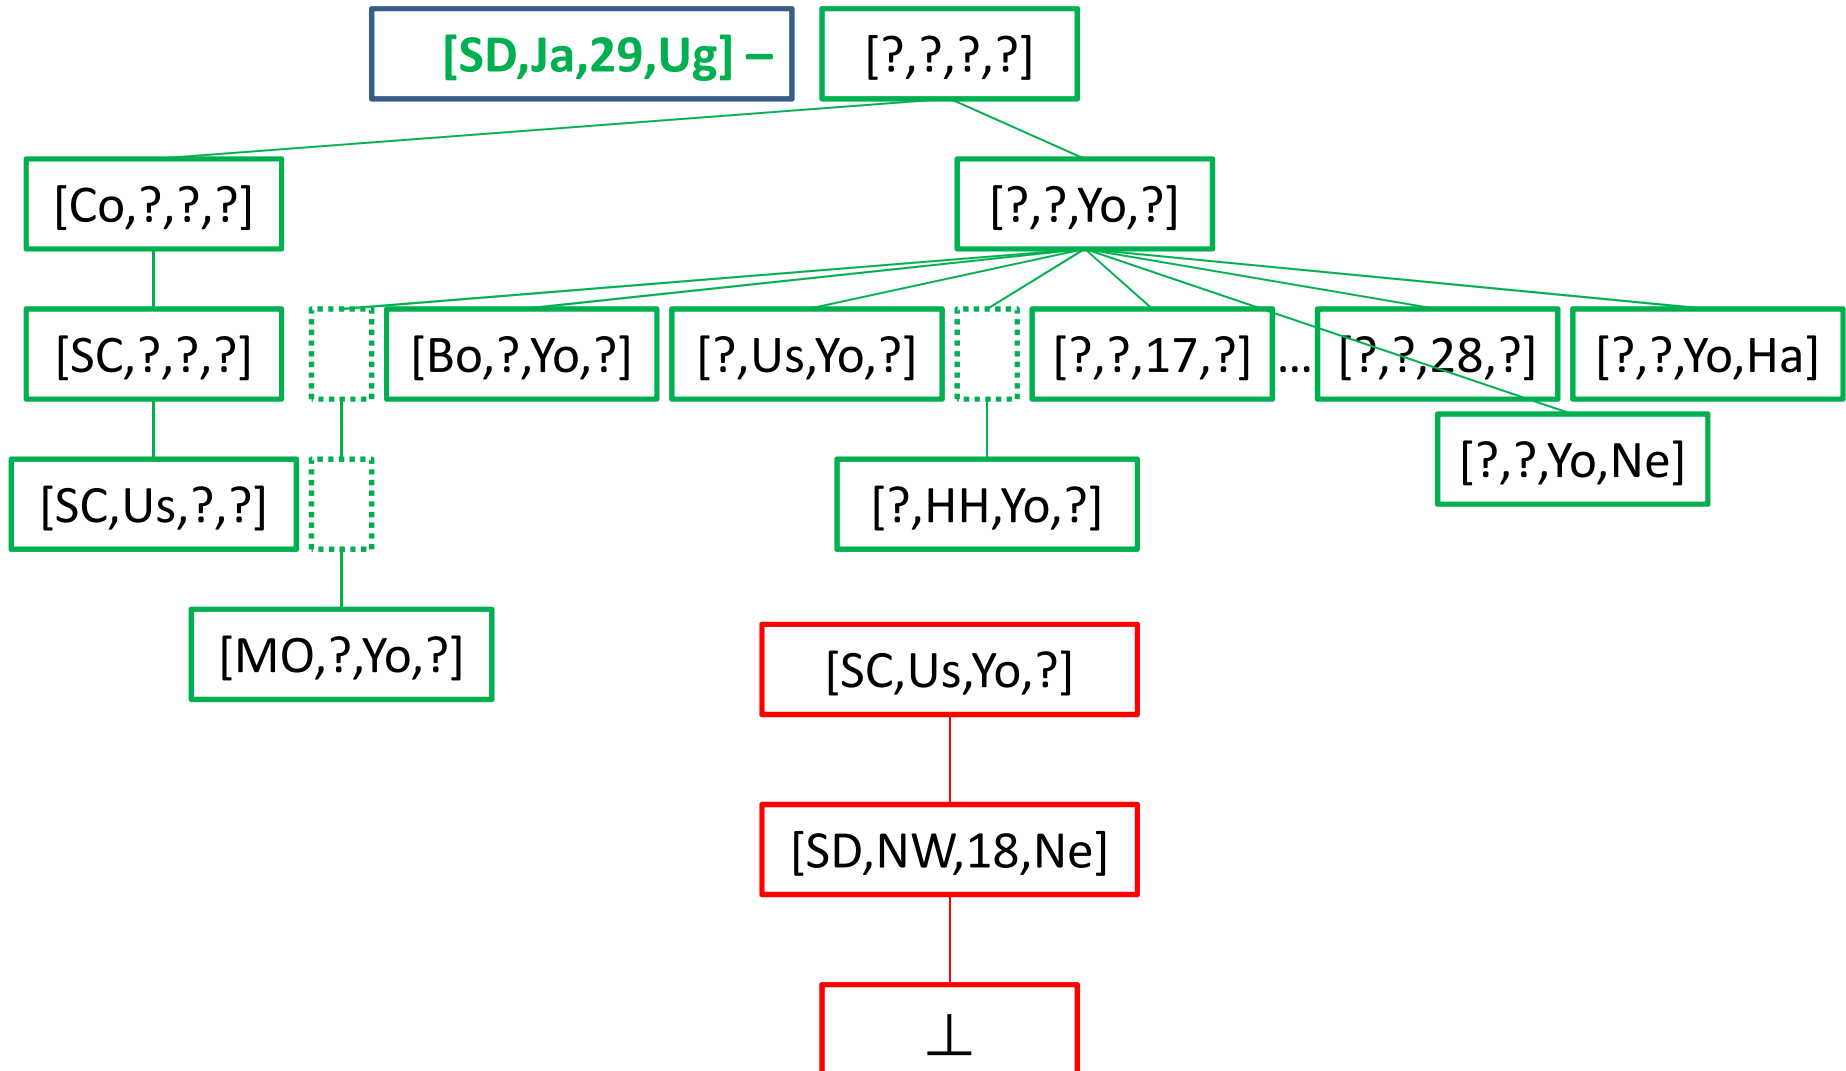 [SD,Ja,29,Ug] –
[?,?,?,?]
[Co,?,?,?]
[?,?,Yo,?]
[SC,?,?,?]
[Bo,?,Yo,?]
[?,Us,Yo,?]
[?,?,17,?]
...
[?,?,28,?]
[?,?,Yo,Ha]
[?,?,Yo,Ne]
[SC,Us,?,?]
[?,HH,Yo,?]
[MO,?,Yo,?]
[SC,Us,Yo,?]
[SD,NW,18,Ne]
⊥